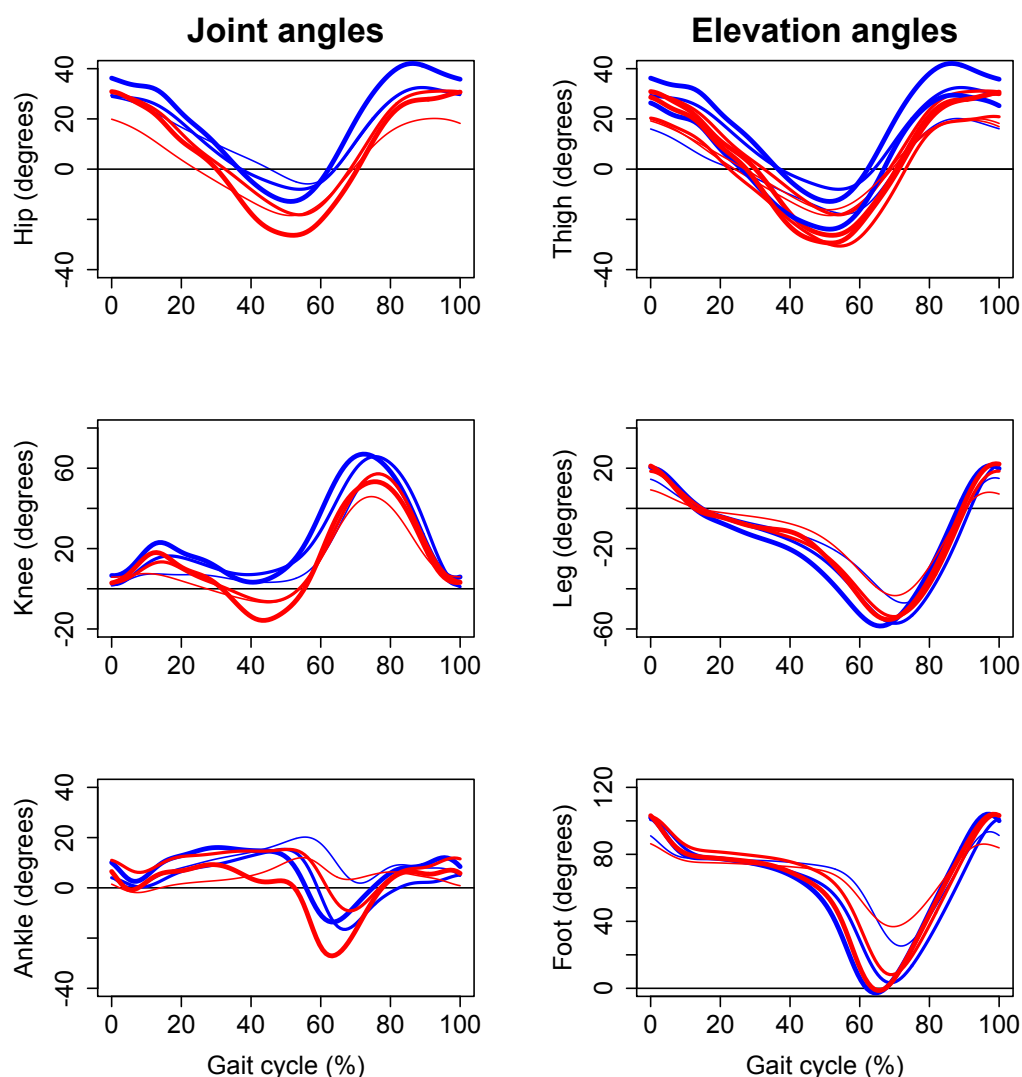 Joint angles
Elevation angles
Hip (degrees)
40
20
0
-40
0 20 40 60 80 100
Thigh (degrees)
40
20
0
-40
0 20 40 60 80 100
Knee (degrees)
60
20
-20
0 20 40 60 80 100
Leg (degrees)
20
-20
-60
0 20 40 60 80 100
Ankle (degrees)
40
20
0
-40
0 20 40 60 80 100
Gait cycle (%)
Foot (degrees)
120
80
40
0
0 20 40 60 80 100
Gait cycle (%)